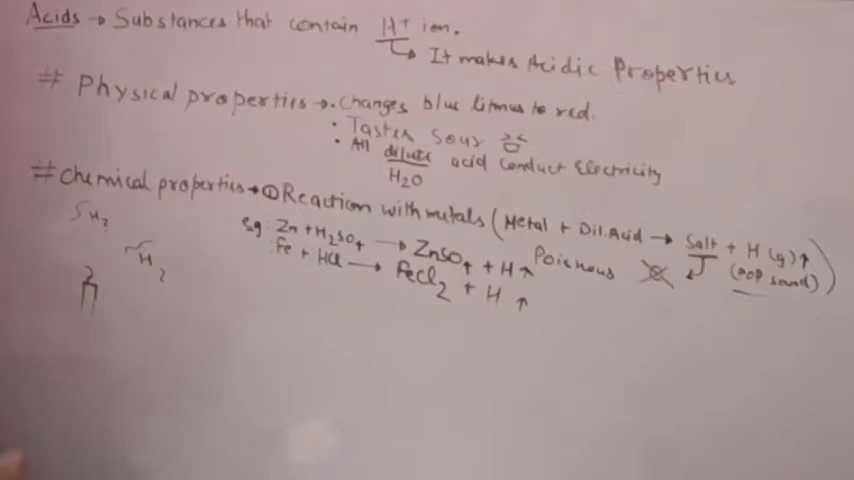 Acids → Substances that contain H⁺ ion.
↳ It makes Acidic Properties
# Physical properties → • Changes blue litmus to red.
• Tastes Sour
• All dilute acid conduct Electricity
H₂O
# Chemical properties → ① Reaction with metals (Metal + Dil. Acid → Salt + H (g)↑
(POP sound))
Eg: Zn + H₂SO₄ → ZnSO₄ + H↑ Poisnous
: Fe + HCl → FeCl₂ + H ↑
H₂